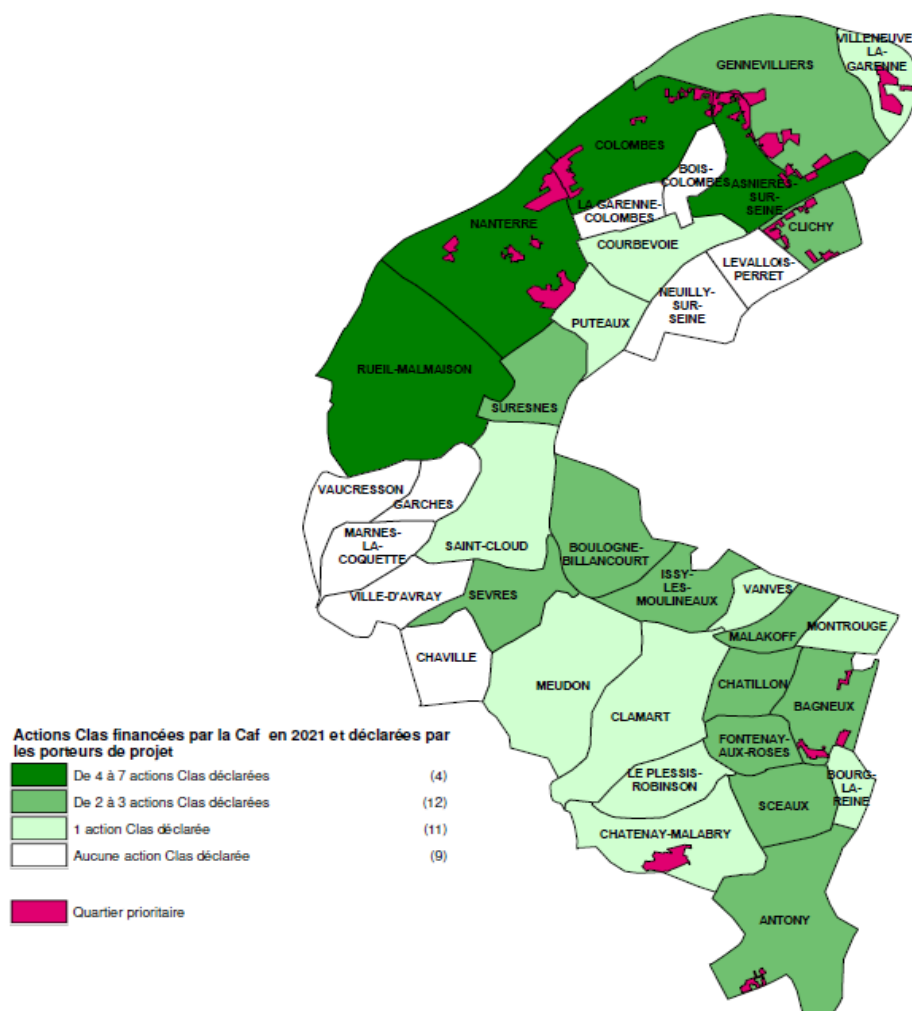 VILLENEUVE
LA-
GARENNE
GENNEVILLIERS
COLOMBES
BOIS-
COLOMBES
ASNIERES-
SUR-
SEINE
LA GARENNE-
COLOMBES
CLICHY
NANTERRE
COURBEVOIE
LEVALLOIS-
PERRET
NEUILLY-
SUR-
SEINE
PUTEAUX
RUEIL-MALMAISON
SURESNES
VAUCRESSON
GARCHES
MARNES-
LA-
COQUETTE
SAINT-CLOUD
BOULOGNE-
BILLANCOURT
ISSY-
LES-
MOULINEAUX
VANVES
VILLE-D'AVRAY
SEVRES
MALAKOFF
MONTROUGE
CHAVILLE
MEUDON
CHATILLON
BAGNEUX
CLAMART
FONTENAY-
AUX-ROSES
LE PLESSIS-
ROBINSON
BOURG-
LA-
REINE
SCEAUX
CHATENAY-MALABRY
ANTONY
Actions Clas financées par la Caf en 2021 et déclarées par
les porteurs de projet
De 4 à 7 actions Clas déclarées (4)
De 2 à 3 actions Clas déclarées (12)
1 action Clas déclarée (11)
Aucune action Clas déclarée (9)
Quartier prioritaire